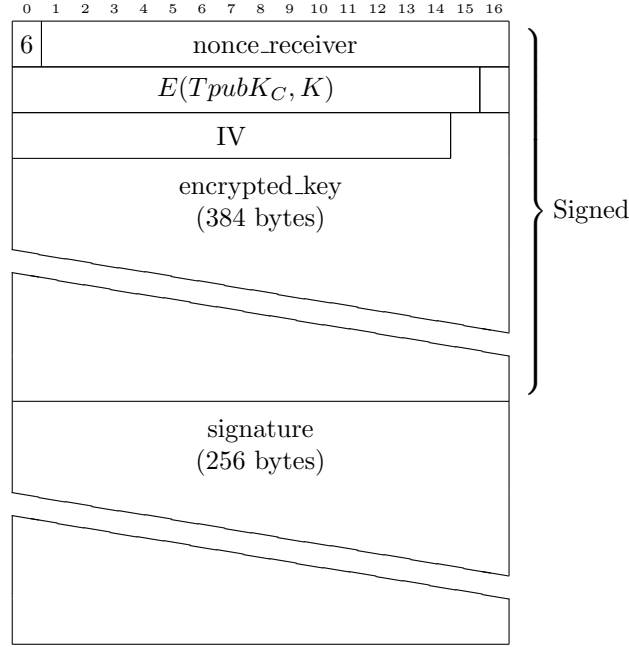 0 1 2 3 4 5 6 7 8 9 10 11 12 13 14 15 16
6 nonce_receiver
E(TpubK_C, K)
IV
encrypted_key
(384 bytes)
Signed
signature
(256 bytes)